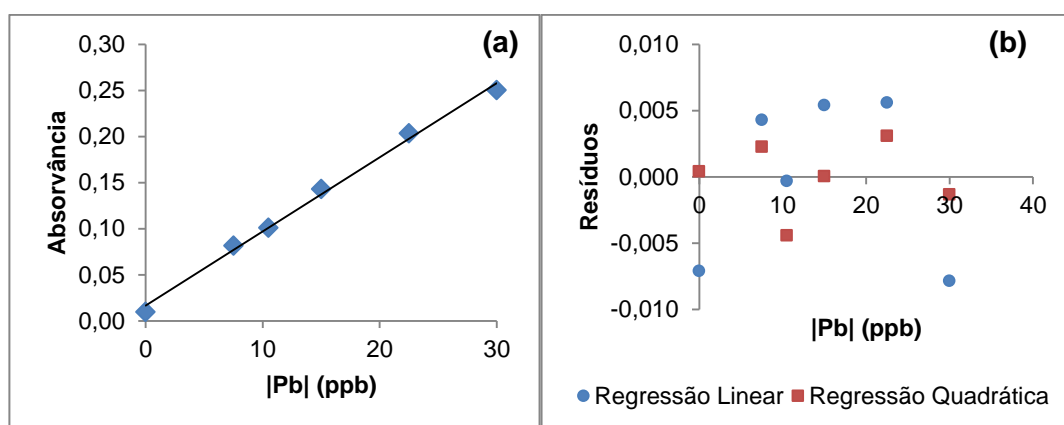 (a)
0,30
0,25
0,20
0,15
0,10
0,05
0,00
Absorvância
0 10 20 30
|Pb| (ppb)
(b)
0,010
0,005
0,000
-0,005
-0,010
Resíduos
0 10 20 30 40
|Pb| (ppb)
Regressão Linear Regressão Quadrática